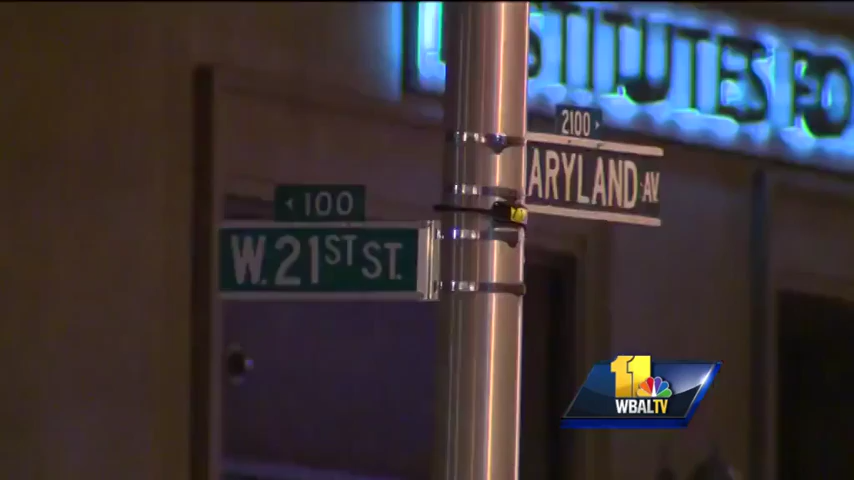 STITUTES FO
2100
ARYLAND AV.
100
W. 21ST ST.
11
WBALTV